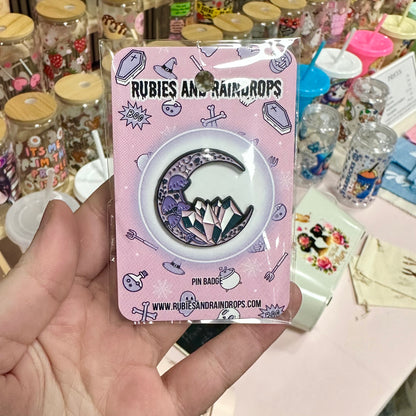 RUBIES AND RAINDROPS
Boo
PIN BADGE
WWW.RUBIESANDRAINDROPS.COM